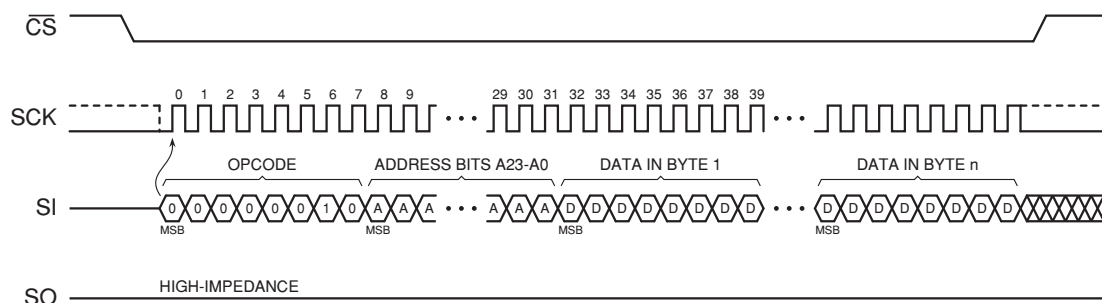 CS
SCK
0 1 2 3 4 5 6 7 8 9 29 30 31 32 33 34 35 36 37 38 39
OPCODE ADDRESS BITS A23-A0 DATA IN BYTE 1 DATA IN BYTE n
SI
0 0 0 0 0 0 1 0 A A A A A A D D D D D D D D D D D D D D D D
MSB MSB MSB MSB
HIGH-IMPEDANCE
SO